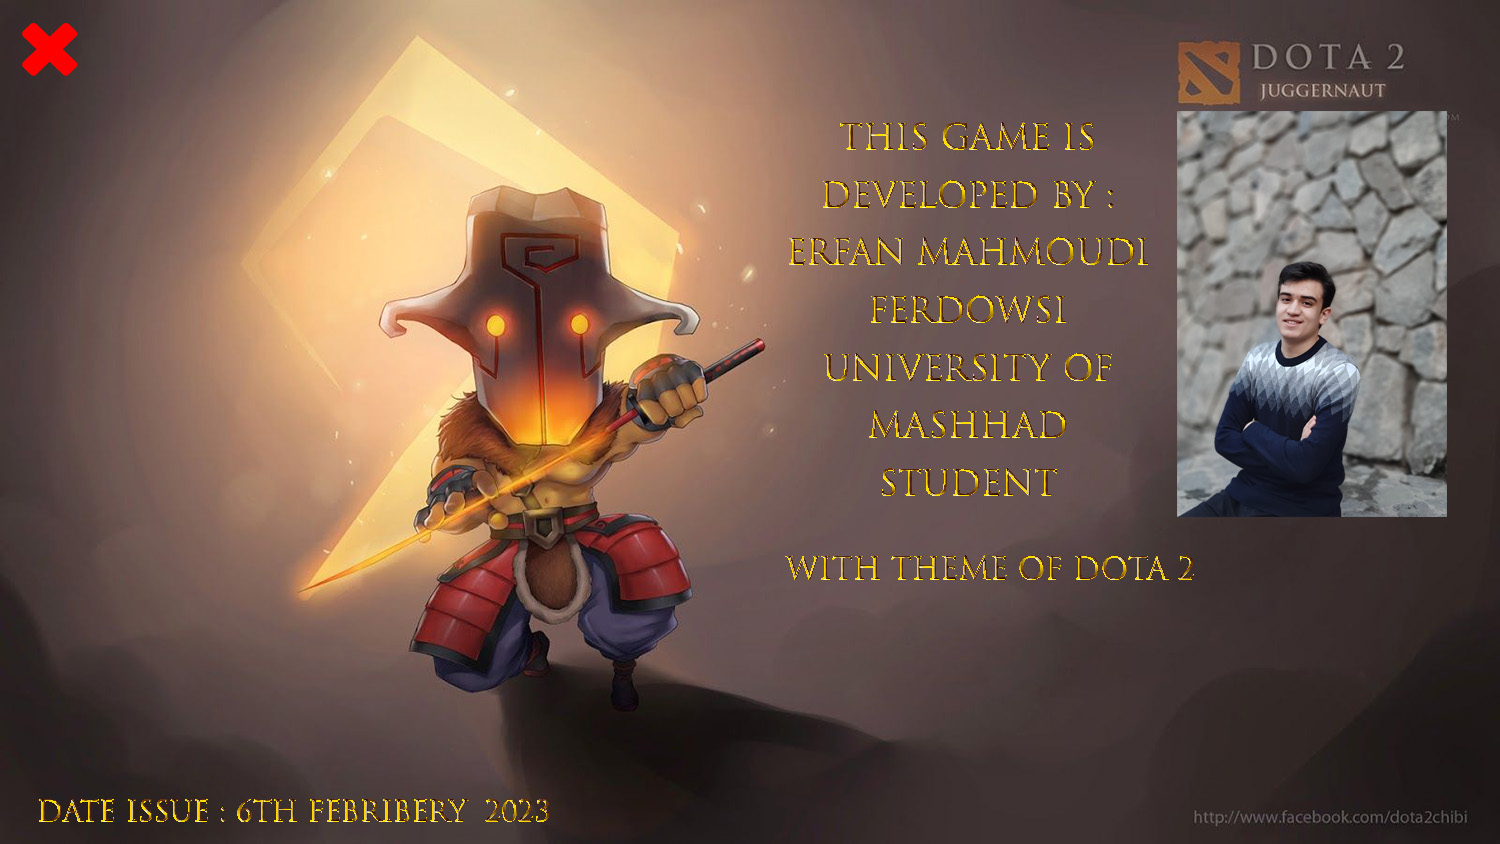 DOTA 2
JUGGERNAUT
THIS GAME IS
DEVELOPED BY :
ERFAN MAHMOUDI
FERDOWSI
UNIVERSITY OF
MASHHAD
STUDENT
WITH THEME OF DOTA 2
DATE ISSUE : 6TH FEBRIBERY 2023
http://www.facebook.com/dota2chibi